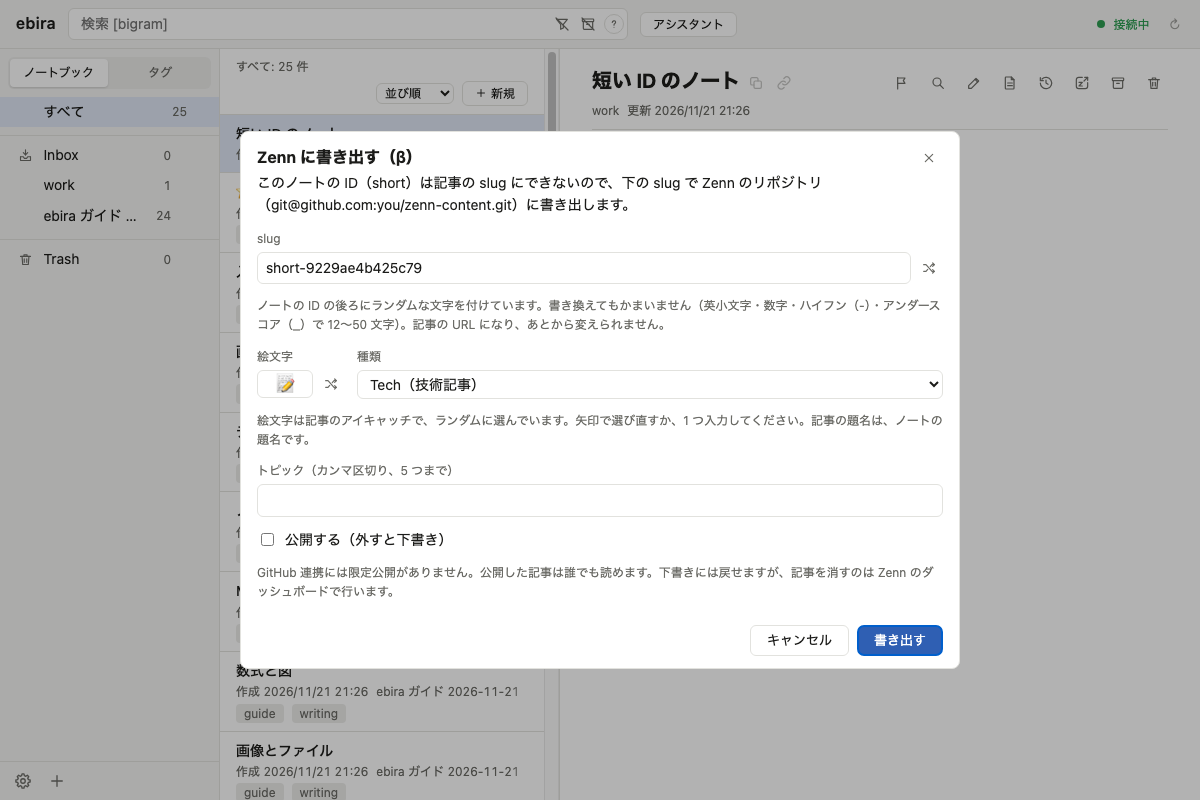 ebira
検索 [bigram]
?
アシスタント
接続中
ノートブック
タグ
すべて 25
Inbox 0
work 1
ebira ガイド ... 24
Trash 0
すべて: 25 件
並び順
+ 新規
短い ID のノート
work 更新 2026/11/21 21:26
Zenn に書き出す（β）
このノートの ID（short）は記事の slug にできないので、下の slug で Zenn のリポジトリ
（git@github.com:you/zenn-content.git）に書き出します。
slug
short-9229ae4b425c79
ノートの ID の後ろにランダムな文字を付けています。書き換えてもかまいません（英小文字・数字・ハイフン（-）・アンダース
コア（_）で 12〜50 文字）。記事の URL になり、あとから変えられません。
絵文字
種類
📝
Tech（技術記事）
絵文字は記事のアイキャッチで、ランダムに選んでいます。矢印で選び直すか、1 つ入力してください。記事の題名は、ノートの
題名です。
トピック（カンマ区切り、5 つまで）
公開する（外すと下書き）
GitHub 連携には限定公開がありません。公開した記事は誰でも読めます。下書きには戻せますが、記事を消すのは Zenn のダ
ッシュボードで行います。
キャンセル
書き出す
数式と図
作成 2026/11/21 21:26 ebira ガイド 2026-11-21
guide writing
画像とファイル
作成 2026/11/21 21:26 ebira ガイド 2026-11-21
guide writing